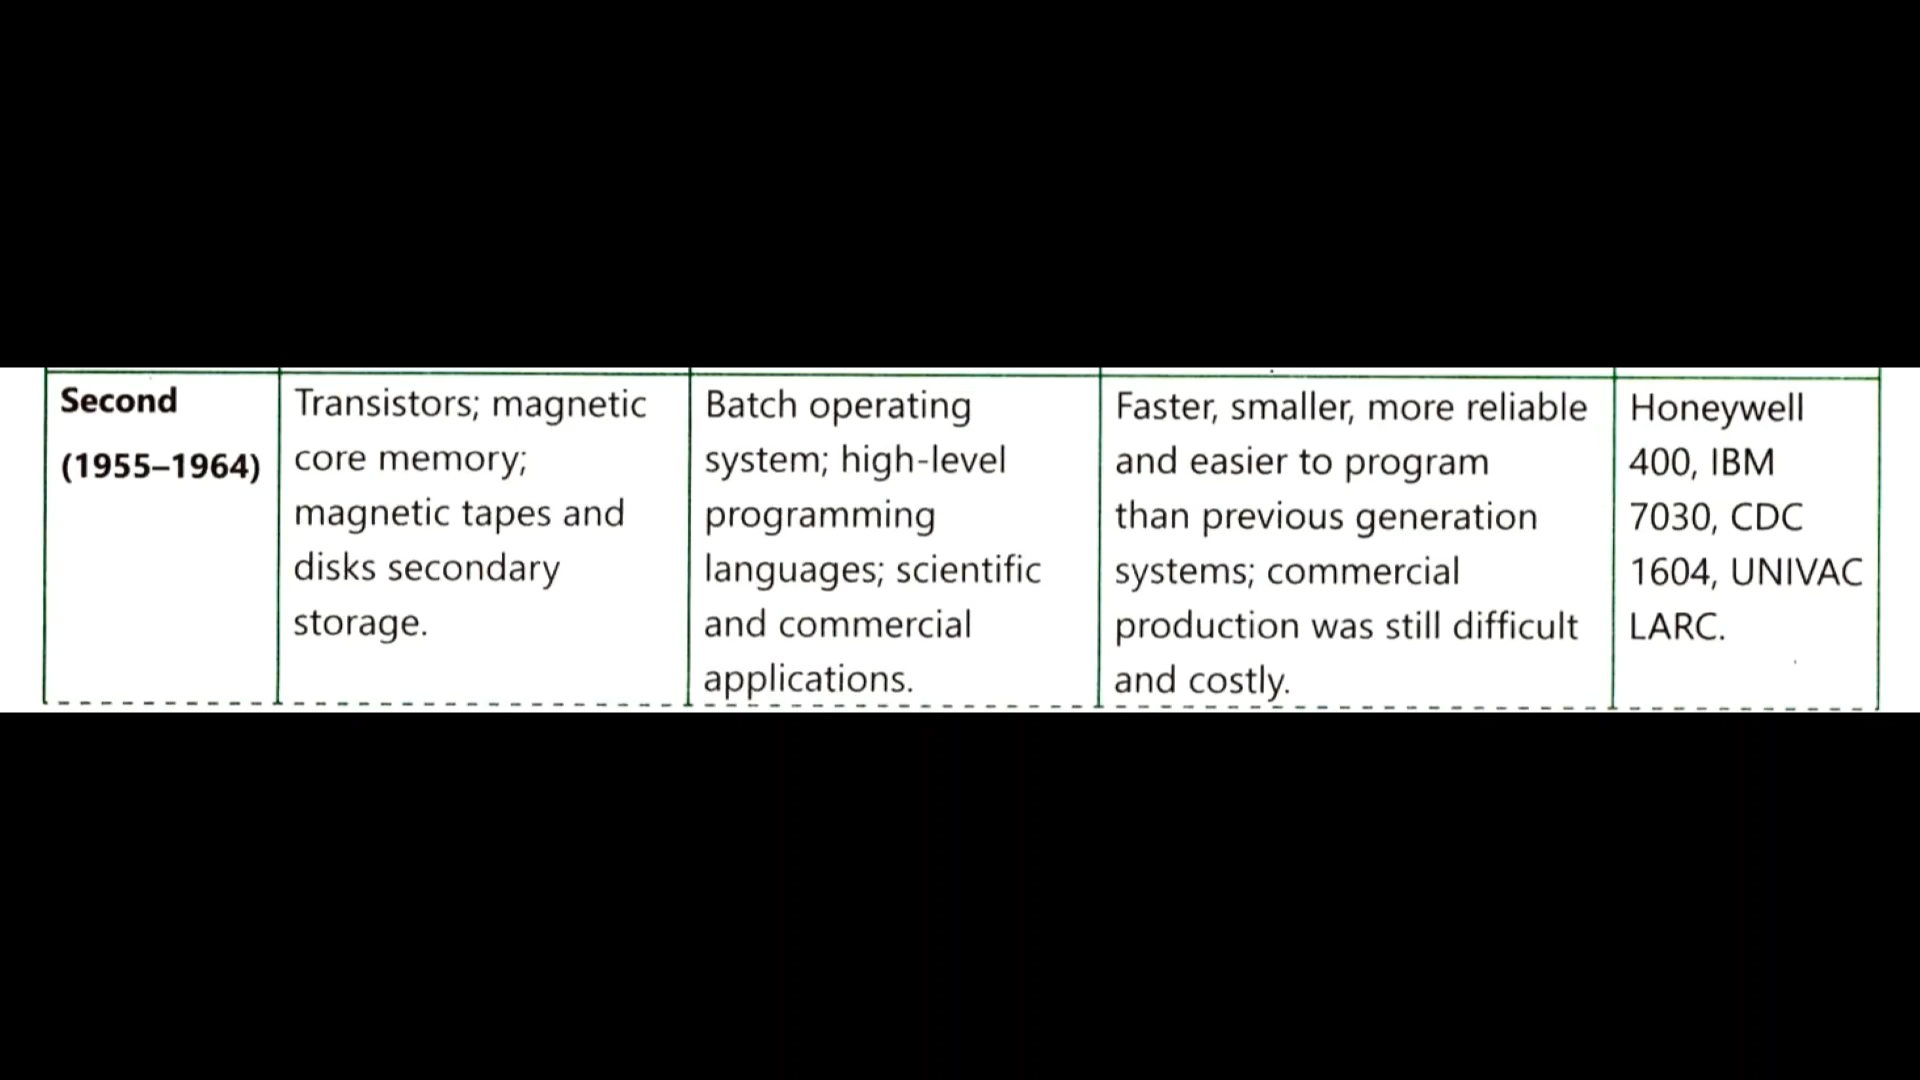 Second
(1955–1964)
Transistors; magnetic
core memory;
magnetic tapes and
disks secondary
storage.
Batch operating
system; high-level
programming
languages; scientific
and commercial
applications.
Faster, smaller, more reliable
and easier to program
than previous generation
systems; commercial
production was still difficult
and costly.
Honeywell
400, IBM
7030, CDC
1604, UNIVAC
LARC.